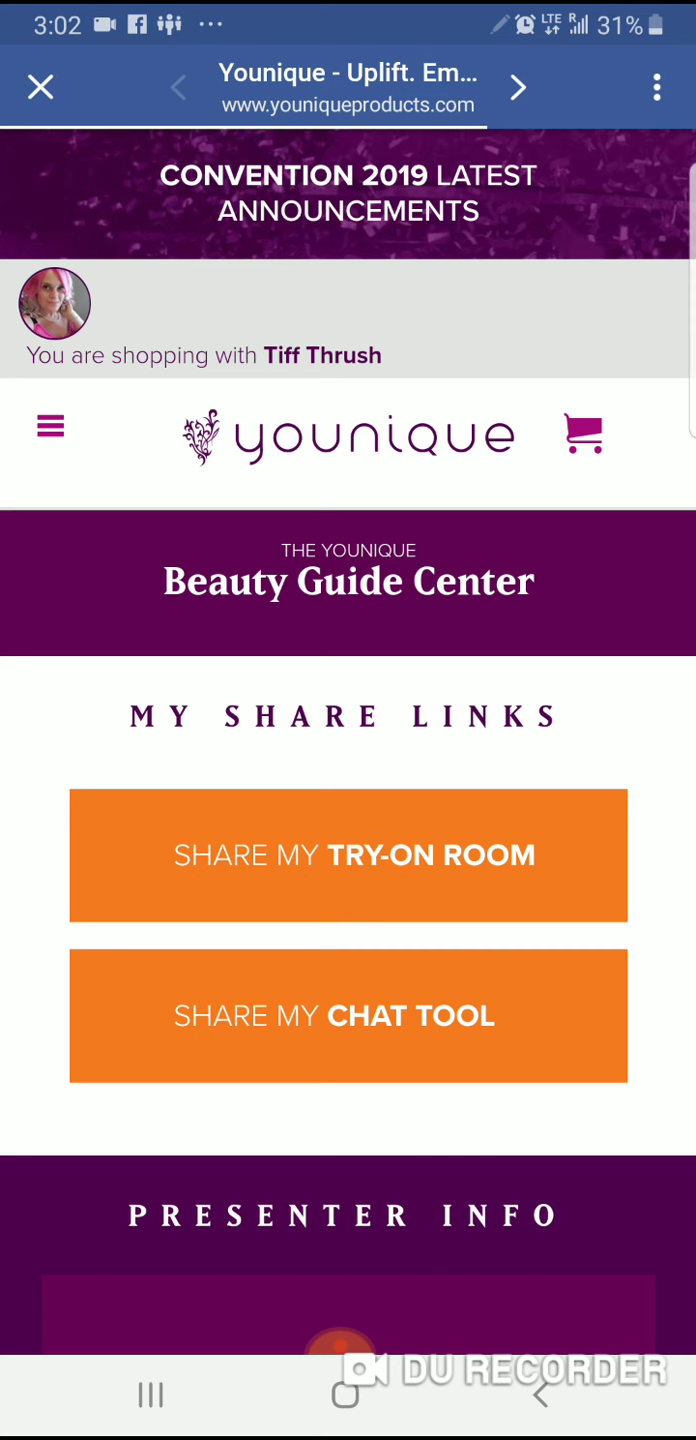 3:02
LTE
R
31%
Younique - Uplift. Em...
www.youniqueproducts.com
CONVENTION 2019 LATEST
ANNOUNCEMENTS
You are shopping with Tiff Thrush
younique
THE YOUNIQUE
Beauty Guide Center
MY SHARE LINKS
SHARE MY TRY-ON ROOM
SHARE MY CHAT TOOL
PRESENTER INFO
DU RECORDER